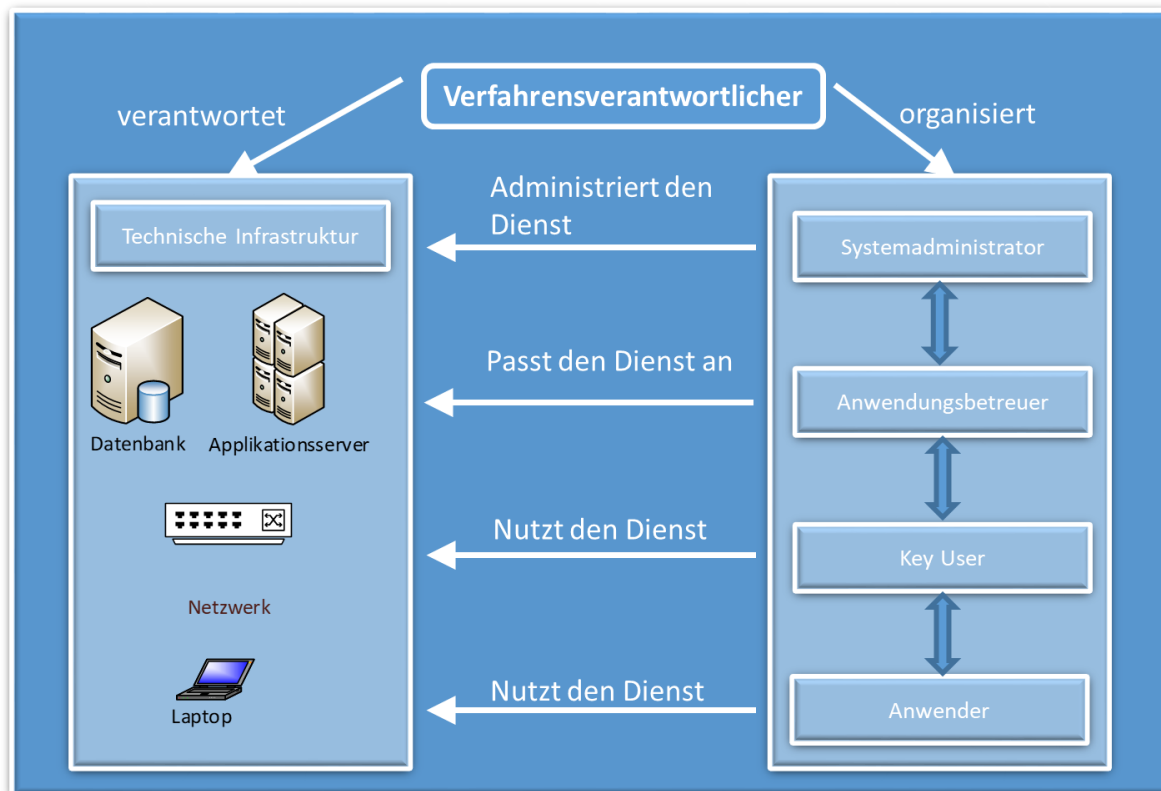 Verfahrensverantwortlicher
verantwortet
organisiert
Technische Infrastruktur
Datenbank
Applikationsserver
Netzwerk
Laptop
Administriert den
Dienst
Passt den Dienst an
Nutzt den Dienst
Nutzt den Dienst
Systemadministrator
Anwendungsbetreuer
Key User
Anwender